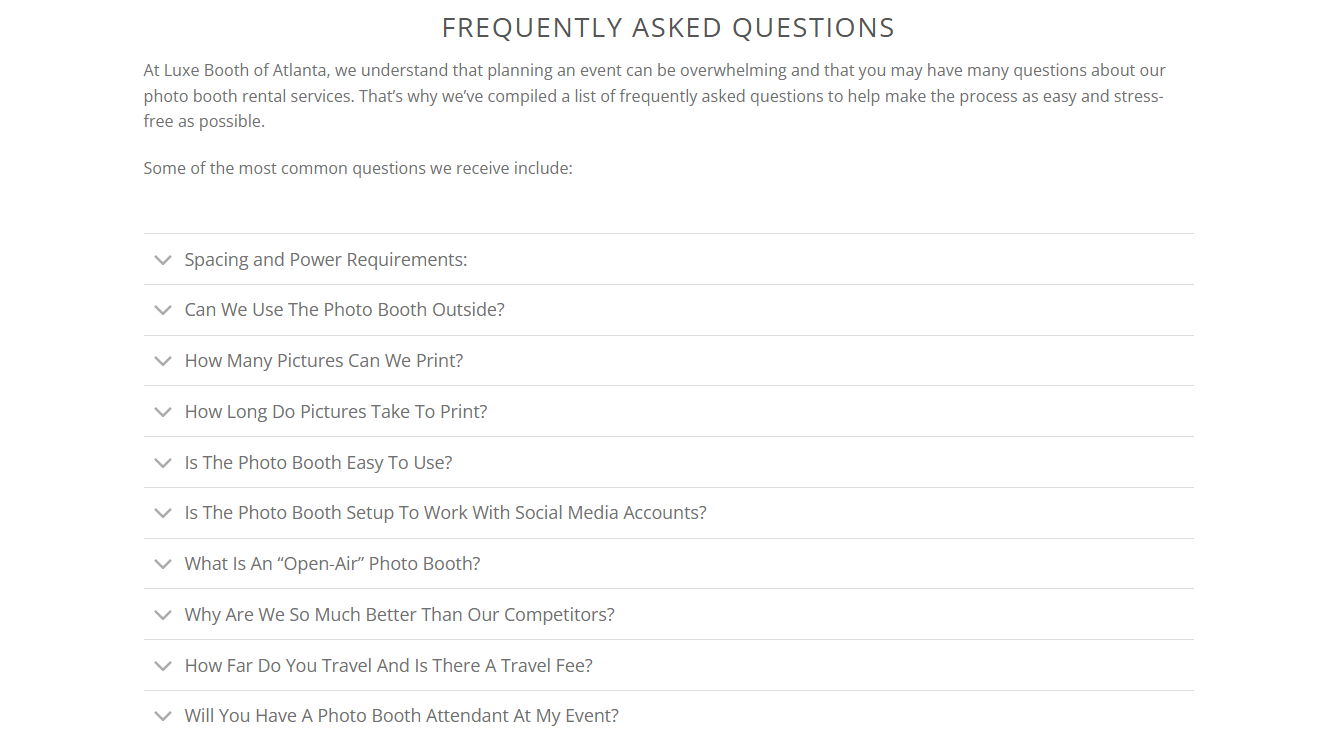 FREQUENTLY ASKED QUESTIONS
At Luxe Booth of Atlanta, we understand that planning an event can be overwhelming and that you may have many questions about our
photo booth rental services. That’s why we’ve compiled a list of frequently asked questions to help make the process as easy and stress-
free as possible.
Some of the most common questions we receive include:
Spacing and Power Requirements:
Can We Use The Photo Booth Outside?
How Many Pictures Can We Print?
How Long Do Pictures Take To Print?
Is The Photo Booth Easy To Use?
Is The Photo Booth Setup To Work With Social Media Accounts?
What Is An “Open-Air” Photo Booth?
Why Are We So Much Better Than Our Competitors?
How Far Do You Travel And Is There A Travel Fee?
Will You Have A Photo Booth Attendant At My Event?